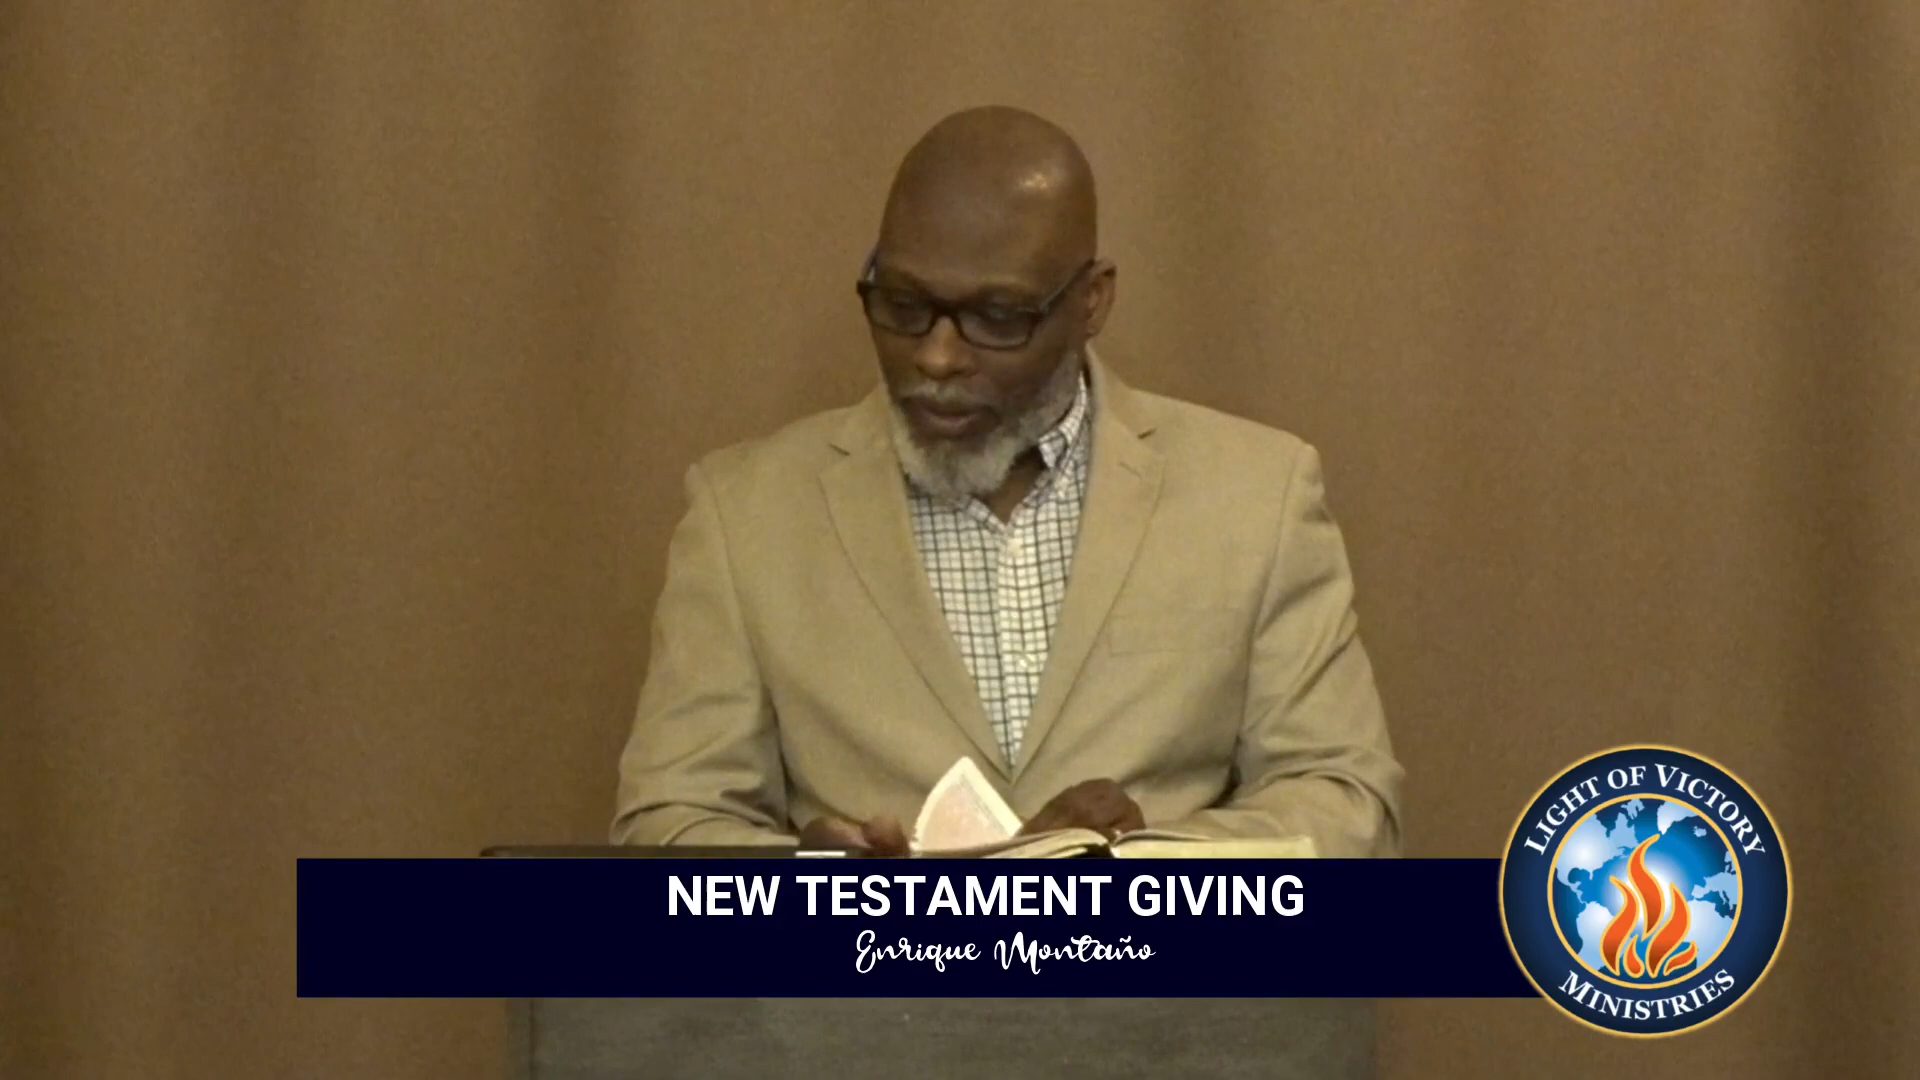 NEW TESTAMENT GIVING
Enrique Montaño
LIGHT OF VICTORY
MINISTRIES